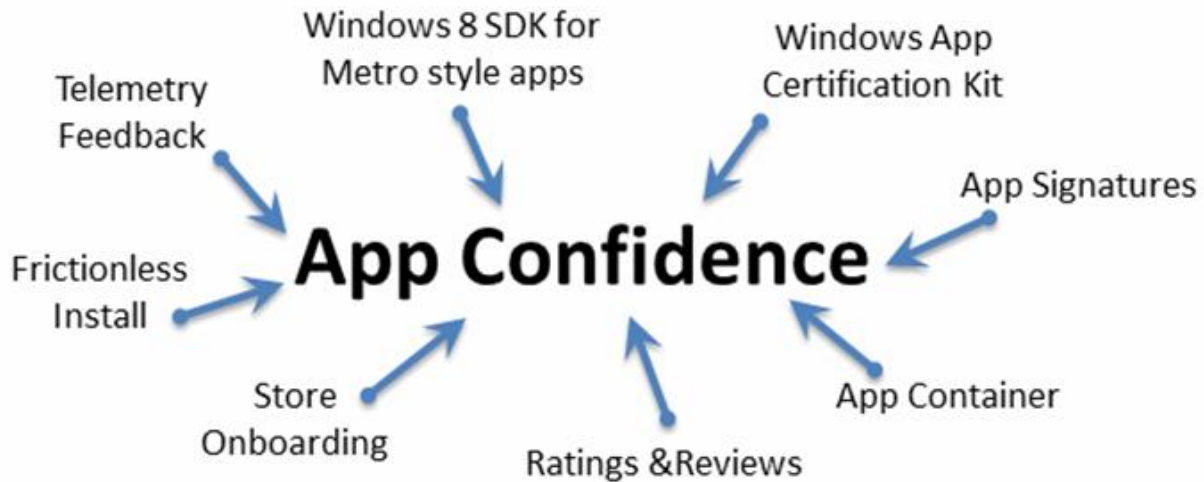 Windows 8 SDK for
Metro style apps
Windows App
Certification Kit
Telemetry
Feedback
App Signatures
App Confidence
Frictionless
Install
Store
Onboarding
App Container
Ratings &Reviews